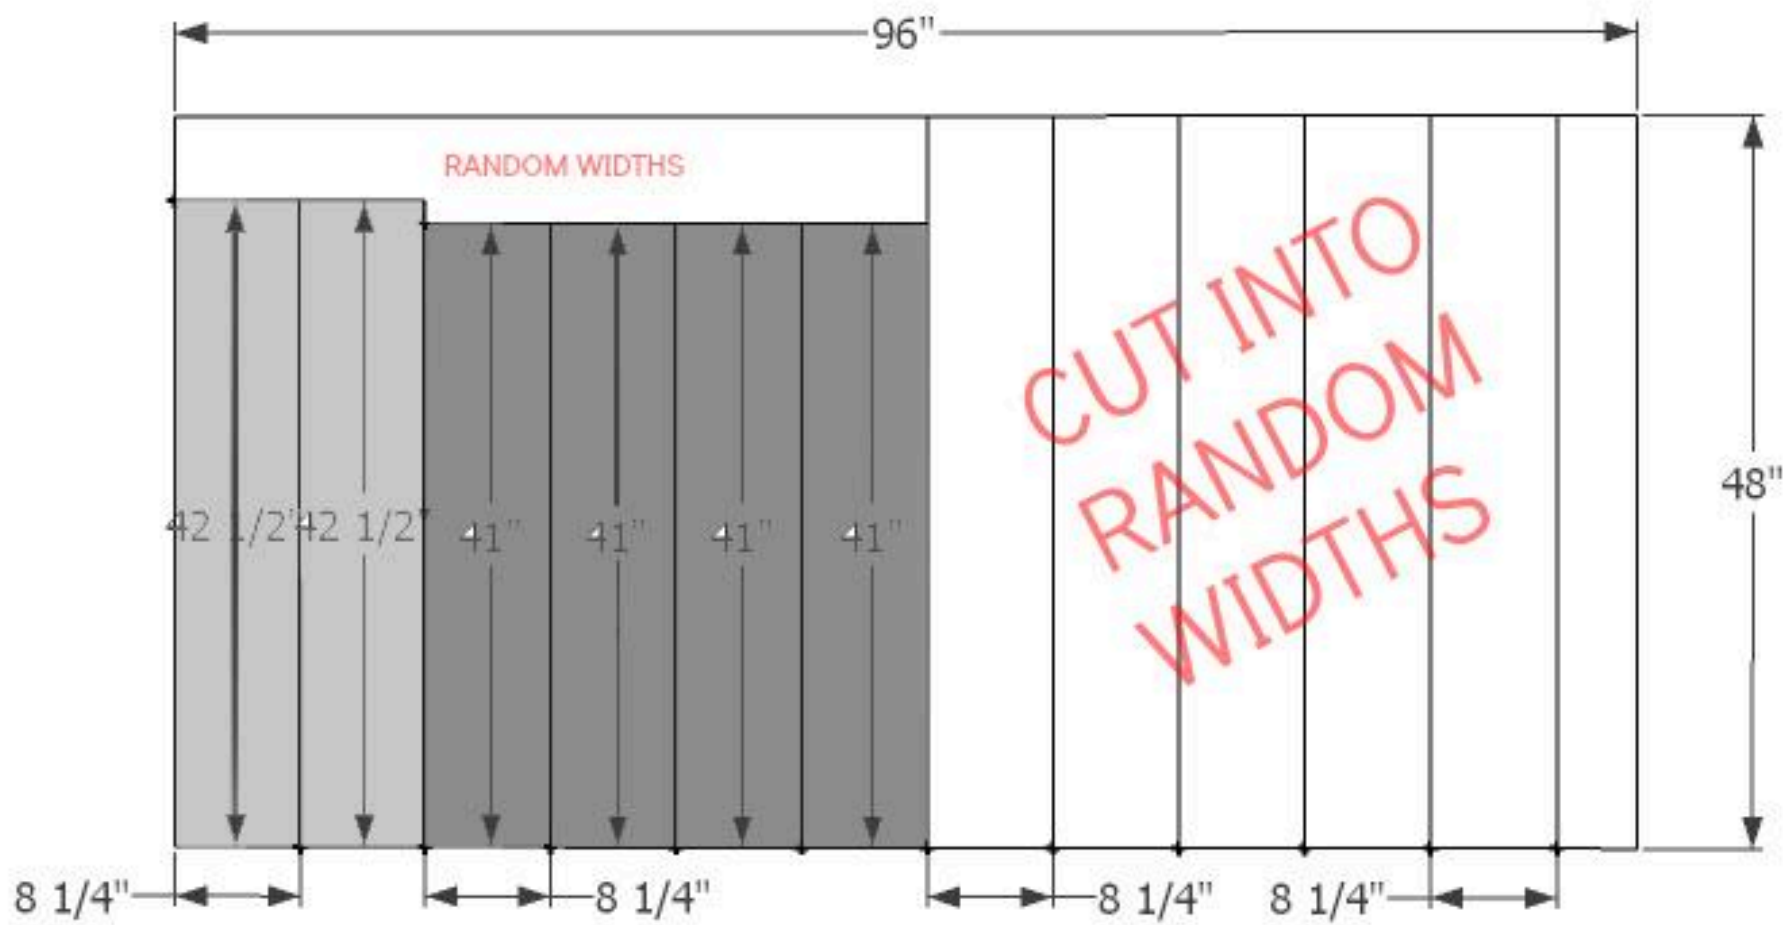 96"
RANDOM WIDTHS
CUT INTO
RANDOM
WIDTHS
48"
42 1/2" 42 1/2" 41" 41" 41" 41"
8 1/4" 8 1/4" 8 1/4" 8 1/4"